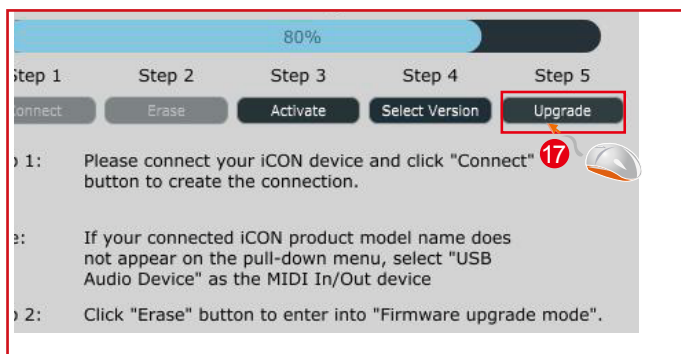 80%
Step 1 Step 2 Step 3 Step 4 Step 5
Connect Erase Activate Select Version Upgrade
1: Please connect your iCON device and click "Connect" 17
button to create the connection.
e: If your connected iCON product model name does
not appear on the pull-down menu, select "USB
Audio Device" as the MIDI In/Out device
2: Click "Erase" button to enter into "Firmware upgrade mode".